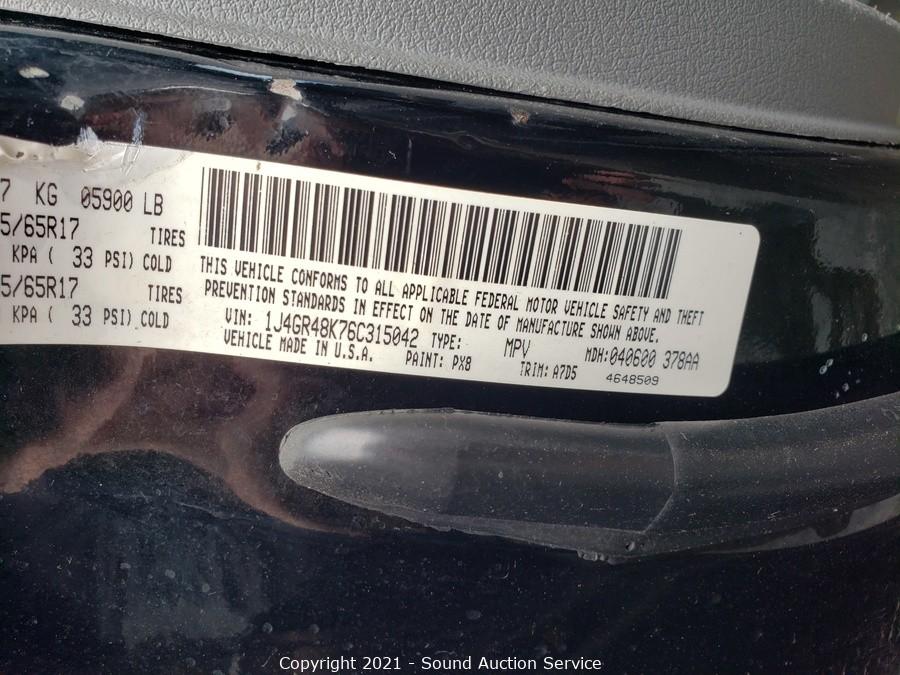 7 KG 05900 LB
5/65R17 TIRES
KPA ( 33 PSI) COLD
5/65R17 TIRES
KPA ( 33 PSI) COLD
THIS VEHICLE CONFORMS TO ALL APPLICABLE FEDERAL MOTOR VEHICLE SAFETY AND THEFT
PREVENTION STANDARDS IN EFFECT ON THE DATE OF MANUFACTURE SHOWN ABOVE.
VIN: 1J4GR48K76C315042 TYPE: MPV MDH:040600 378AA
VEHICLE MADE IN U.S.A. PAINT: PX8 TRIM: A7D5 4648509
Copyright 2021 - Sound Auction Service